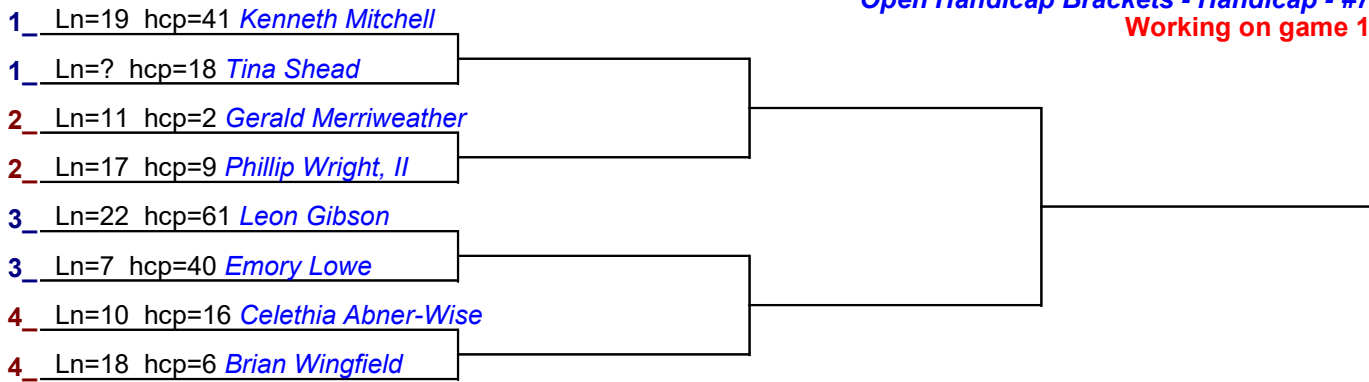 Open Handicap Brackets - Handicap - #7
Working on game 1
1_ Ln=19 hcp=41 Kenneth Mitchell
1_ Ln=? hcp=18 Tina Shead
2_ Ln=11 hcp=2 Gerald Merriweather
2_ Ln=17 hcp=9 Phillip Wright, II
3_ Ln=22 hcp=61 Leon Gibson
3_ Ln=7 hcp=40 Emory Lowe
4_ Ln=10 hcp=16 Celethia Abner-Wise
4_ Ln=18 hcp=6 Brian Wingfield